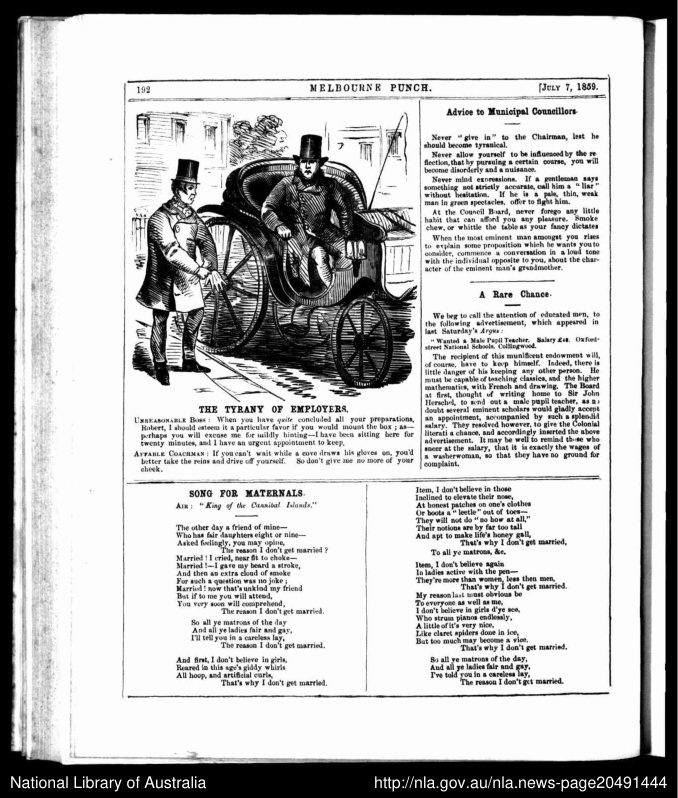 192
MELBOURNE PUNCH.
[JULY 7, 1859.
7
THE TYRANY OF EMPLOYERS.
UNREASONABLE BOSS: When you have quite concluded all your preparations,
Robert, I should esteem it a particular favor if you would mount the box; as—
perhaps you will excuse me for mildly hinting—I have been sitting here for
twenty minutes, and I have an urgent appointment to keep.
AFFABLE COACHMAN: If you can't wait while a cove draws his gloves on, you'd
better take the reins and drive off yourself. So don't give me no more of your
cheek.
Advice to Municipal Councillors.
Never "give in" to the Chairman, lest he
should become tyranical.
Never allow yourself to be influenced by the re
flection, that by pursuing a certain course, you will
become disorderly and a nuisance.
Never mind expressions. If a gentleman says
something not strictly accurate, call him a "liar"
without hesitation. If he is a pale, thin, weak
man in green spectacles, offer to fight him.
At the Council Board, never forego any little
habit that can afford you any pleasure. Smoke
chew, or whittle the table as your fancy dictates
When the most eminent man amongst you rises
to explain some proposition which he wants you to
consider, commence a conversation in a loud tone
with the individual opposite to you, about the char-
acter of the eminent man's grandmother.
A Rare Chance.
We beg to call the attention of educated men, to
the following advertisement, which appeared in
last Saturday's Argus:
"Wanted a Male Pupil Teacher. Salary Oxford-
street National Schools, Collingwood.
The recipient of this munificent endowment will,
of course, have to keep himself. Indeed, there is
little danger of his keeping any other person. He
must be capable of teaching classics, and the higher
mathematics, with French and drawing. The Board
at first, thought of writing home to Sir John
Herschel, to send out a male pupil teacher, as no
doubt several eminent scholars would gladly accept
an appointment, accompanied by such a splendid
salary. They resolved however, to give the Colonial
literati a chance, and accordingly inserted the above
advertisement. It may be well to remind those who
sneer at the salary, that it is exactly the wages of
a washerwoman, so that they have no ground for
complaint.
SONG FOR MATERNALS.
AIR: "King of the Cannibal Islands."
The other day a friend of mine—
Who has fair daughters eight or nine—
Asked feelingly, you may opine,
The reason I don't get married?
Married! I cried, near fit to choke—
Married!—I gave my beard a stroke,
And then an extra cloud of smoke
For such a question was no joke;
Married! now that's unkind my friend
But if to me you will attend,
You very soon will comprehend,
The reason I don't get married.
So all ye matrons of the day
And all ye ladies fair and gay,
I'll tell you in a careless lay,
The reason I don't get married.
And first, I don't believe in girls,
Reared in this age's giddy whirls
All hoop, and artificial curls,
That's why I don't get married.
Item, I don't believe in those
Inclined to elevate their nose,
At honest patches on one's clothes
Or boots a "leetle" out of toes—
They will not do "no how at all,"
Their notions are by far too tall
And apt to make life's honey gall,
That's why I don't get married,
To all ye matrons, &c.
Item, I don't believe again
In ladies active with the pen—
They're more than women, less then men,
That's why I don't get married.
My reason last must obvious be
To everyone as well as me,
I don't believe in girls d'ye see,
Who strum pianos endlessly,
A little of it's very nice,
Like claret spiders done in ice,
But too much may become a vice.
That's why I don't get married.
So all ye matrons of the day,
And all ye ladies fair and gay,
I've told you in a careless lay,
The reason I don't get married.
National Library of Australia
http://nla.gov.au/nla.news-page20491444